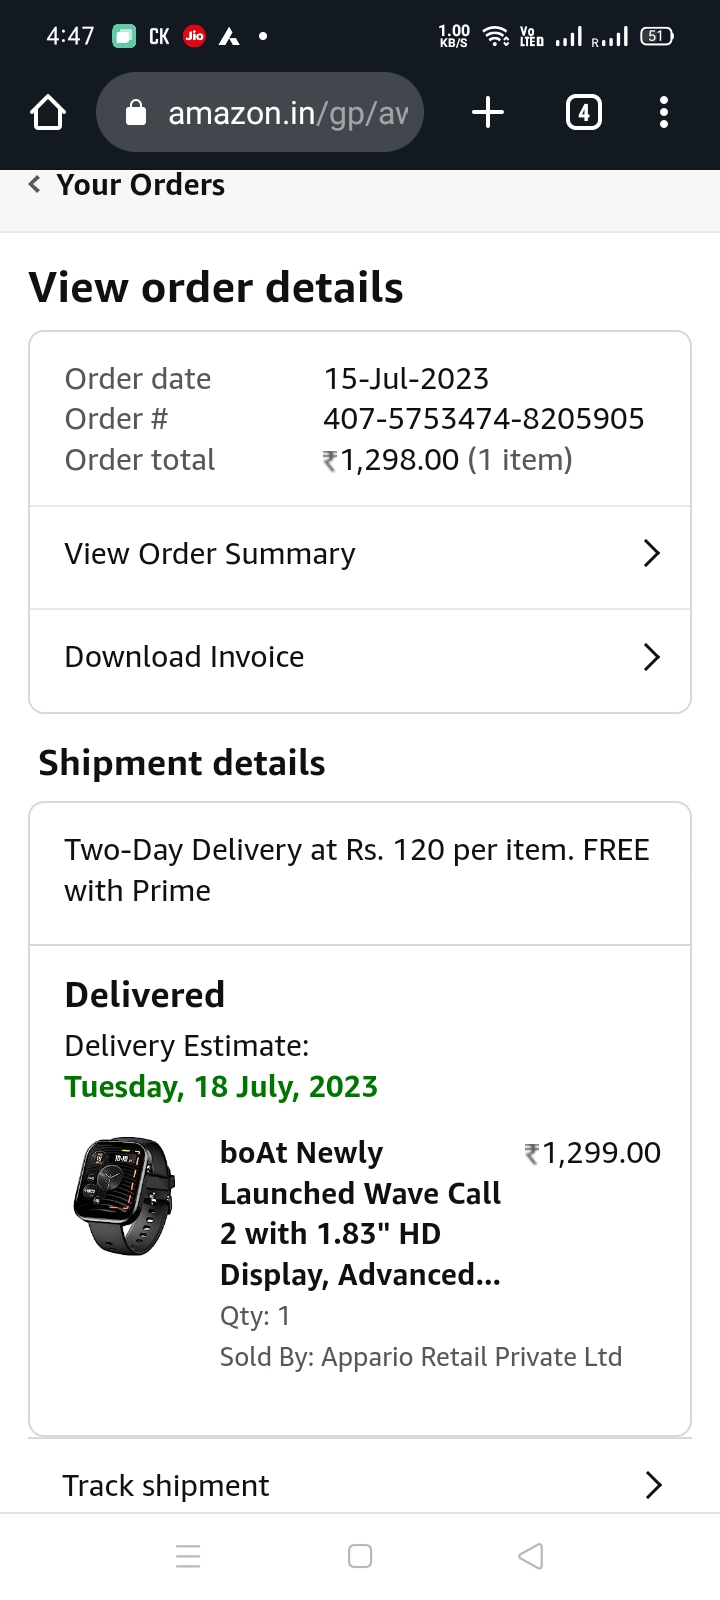 4:47 CK Jio 1.00 KB/S Vo LTED R 51
amazon.in/gp/av 4
Your Orders
View order details
Order date 15-Jul-2023
Order # 407-5753474-8205905
Order total ₹1,298.00 (1 item)
View Order Summary
Download Invoice
Shipment details
Two-Day Delivery at Rs. 120 per item. FREE
with Prime
Delivered
Delivery Estimate:
Tuesday, 18 July, 2023
boAt Newly ₹1,299.00
Launched Wave Call
2 with 1.83" HD
Display, Advanced...
Qty: 1
Sold By: Appario Retail Private Ltd
Track shipment